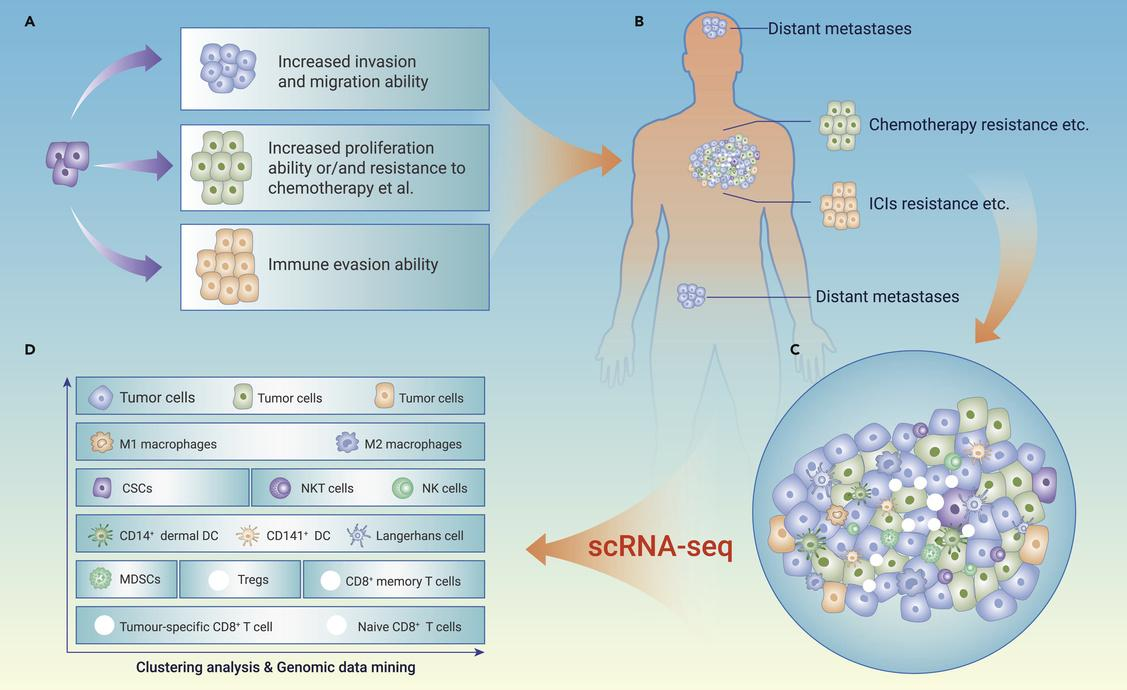 A
Increased invasion
and migration ability
Increased proliferation
ability or/and resistance to
chemotherapy et al.
Immune evasion ability
B
Distant metastases
Chemotherapy resistance etc.
ICIs resistance etc.
Distant metastases
C
scRNA-seq
D
Tumor cells
Tumor cells
Tumor cells
M1 macrophages
M2 macrophages
CSCs
NKT cells
NK cells
CD14⁺ dermal DC
CD141⁺ DC
Langerhans cell
MDSCs
Tregs
CD8⁺ memory T cells
Tumour-specific CD8⁺ T cell
Naive CD8⁺ T cells
Clustering analysis & Genomic data mining